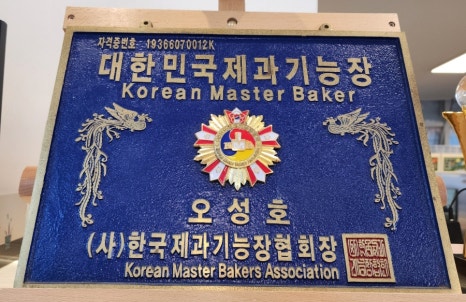 자격증번호 19366070012K
대한민국제과기능장
Korean Master Baker
오성호
(사)한국제과기능장협회장
Korean Master Bakers Association